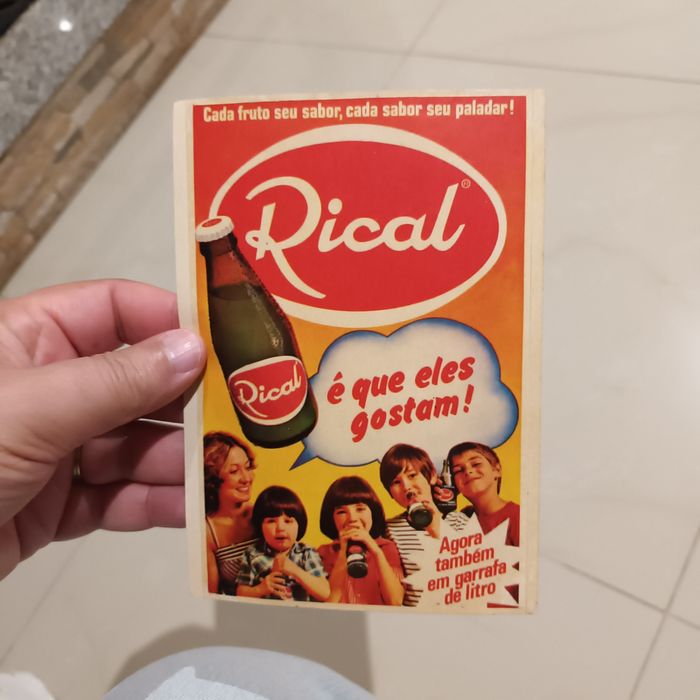 Cada fruto seu sabor, cada sabor seu paladar!
Rical®
Rical
é que eles
gostam!
Agora
também
em garrafa
de litro